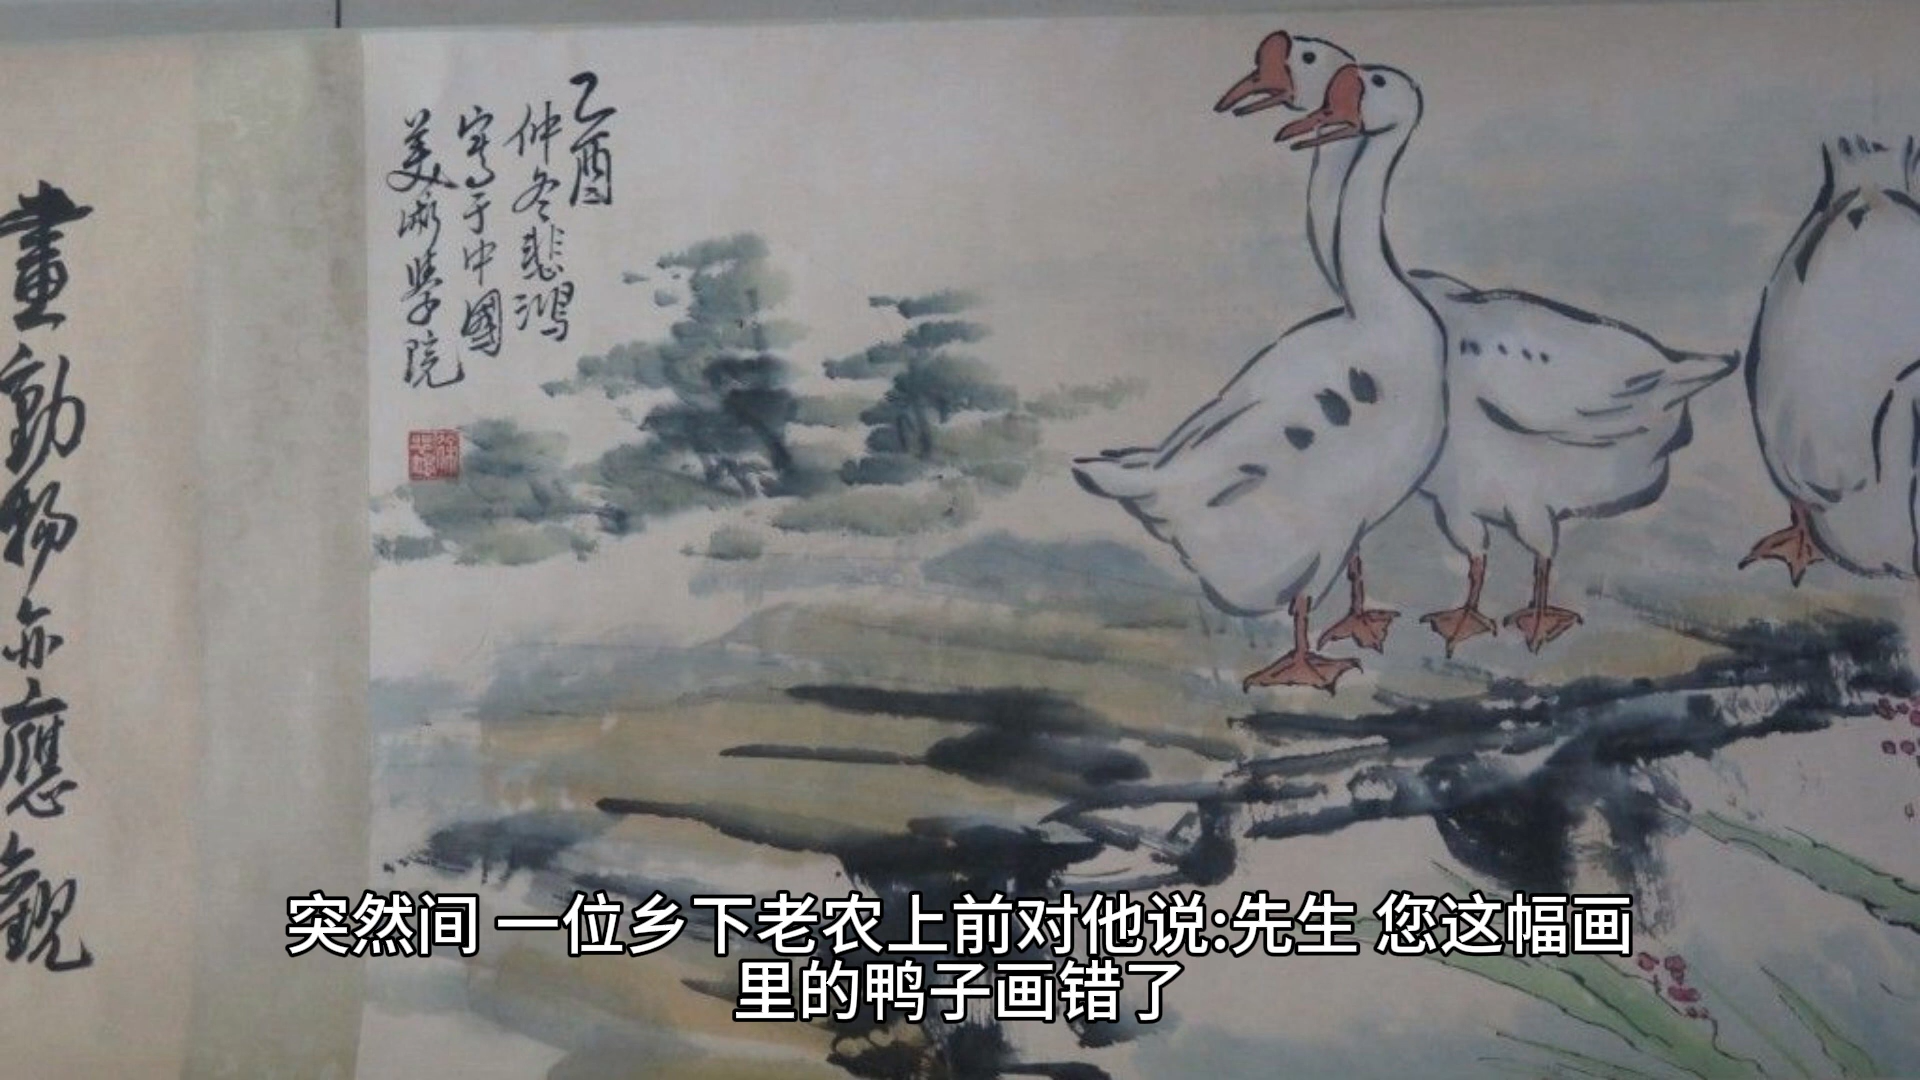 乙酉
仲冬悲鸿
写于中國
美術學院
畫動物亦應觀
突然间 一位乡下老农上前对他说:先生 您这幅画
里的鸭子画错了